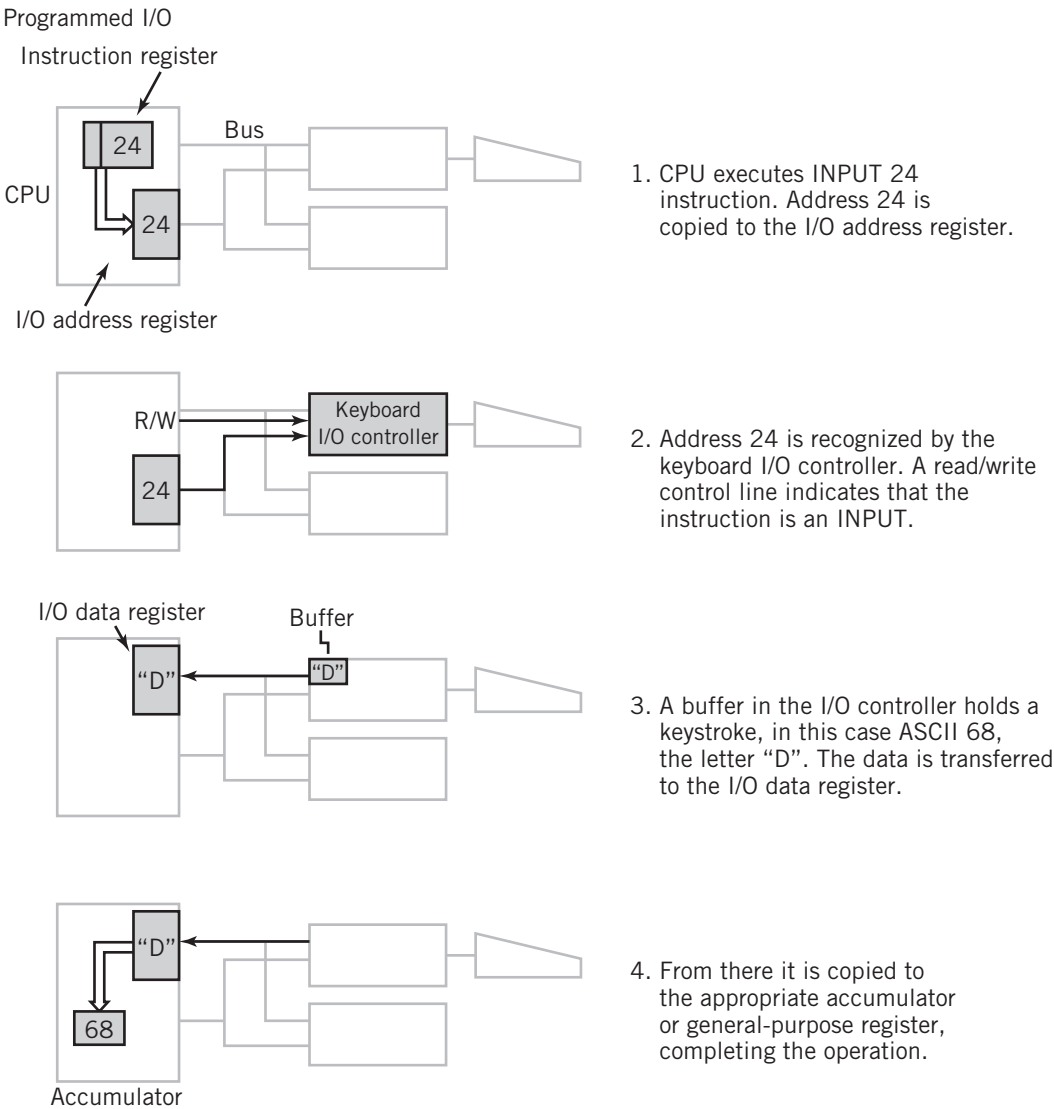 Programmed I/O
Instruction register
24
Bus
CPU
24
I/O address register
1. CPU executes INPUT 24
instruction. Address 24 is
copied to the I/O address register.
R/W
Keyboard
I/O controller
24
2. Address 24 is recognized by the
keyboard I/O controller. A read/write
control line indicates that the
instruction is an INPUT.
I/O data register
Buffer
“D”
“D”
3. A buffer in the I/O controller holds a
keystroke, in this case ASCII 68,
the letter “D”. The data is transferred
to the I/O data register.
“D”
68
Accumulator
4. From there it is copied to
the appropriate accumulator
or general-purpose register,
completing the operation.